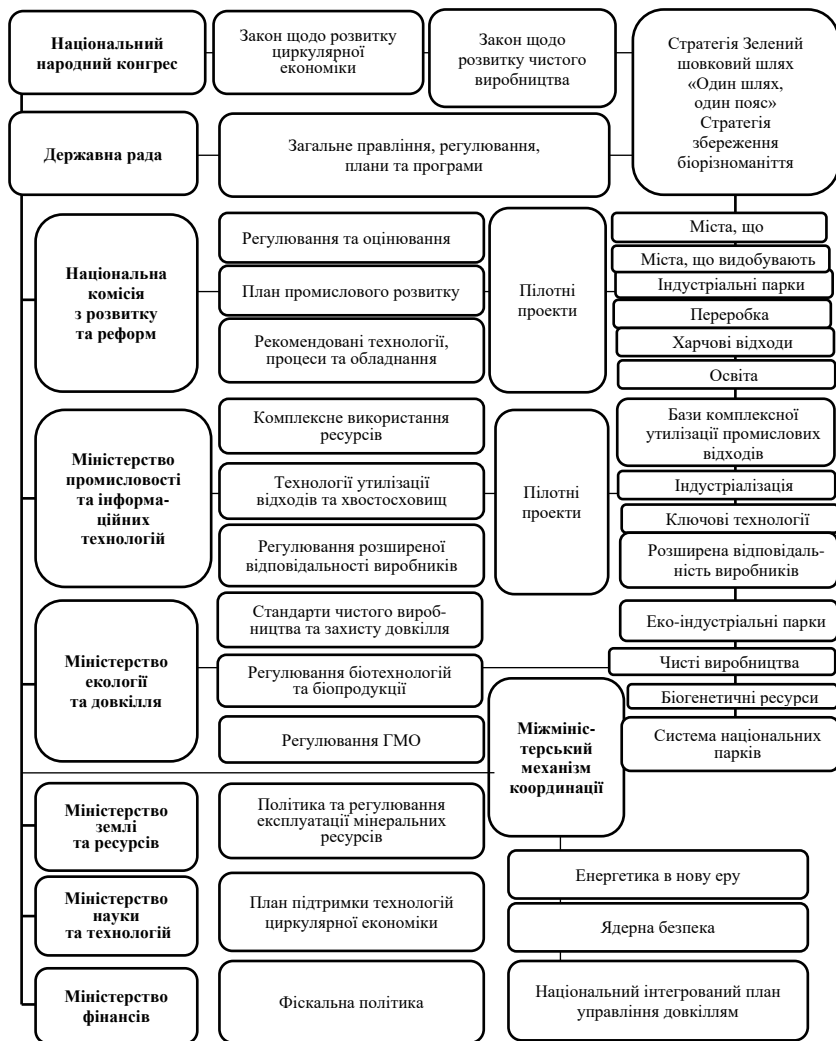 Національний
народний конгрес
Закон щодо розвитку
циркулярної
економіки
Закон щодо
розвитку чистого
виробництва
Стратегія Зелений
шовковий шлях
«Один шлях,
один пояс»
Стратегія
збереження
біорізноманіття
Державна рада
Загальне правління, регулювання,
плани та програми
Національна
комісія
з розвитку
та реформ
Регулювання та оцінювання
План промислового розвитку
Рекомендовані технології,
процеси та обладнання
Пілотні
проекти
Міста, що
Міста, що видобувають
Індустріальні парки
Переробка
Харчові відходи
Освіта
Міністерство
промисловості
та інформа-
ційних
технологій
Комплексне використання
ресурсів
Технології утилізації
відходів та хвостосховищ
Регулювання розширеної
відповідальності виробників
Пілотні
проекти
Бази комплексної
утилізації промислових
відходів
Індустріалізація
Ключові технології
Розширена відповідаль-
ність виробників
Міністерство
екології
та довкілля
Стандарти чистого вироб-
ництва та захисту довкілля
Регулювання біотехнологій
та біопродукції
Регулювання ГМО
Еко-індустріальні парки
Чисті виробництва
Біогенетичні ресурси
Система національних
парків
Міжмініс-
терський
механізм
координації
Міністерство
землі
та ресурсів
Політика та регулювання
експлуатації мінеральних
ресурсів
Міністерство
науки
та технологій
План підтримки технологій
циркулярної економіки
Міністерство
фінансів
Фіскальна політика
Енергетика в нову еру
Ядерна безпека
Національний інтегрований план
управління довкіллям